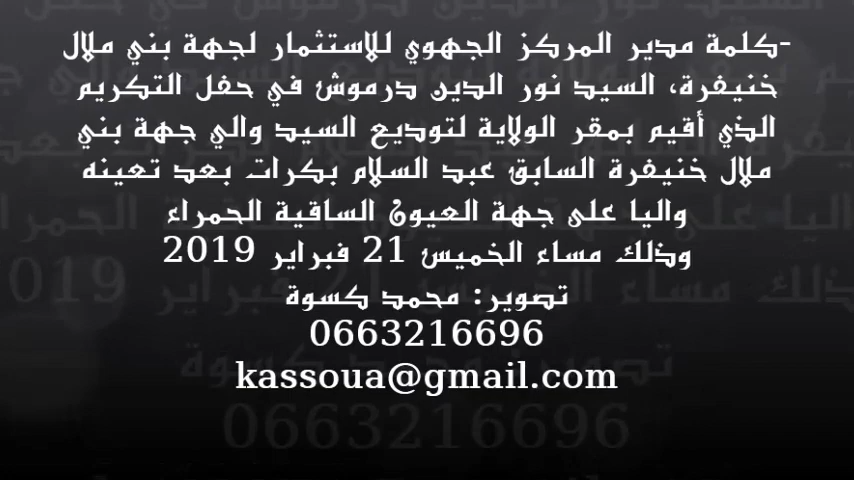 -كلمة مدير المركز الجهوي للاستثمار لجهة بني ملال
خنيفرة، السيد نور الدين درموش في حفل التكريم
الذي أقيم بمقر الولاية لتوديع السيد والي جهة بني
ملال خنيفرة السابق عبد السلام بكرات بعد تعينه
واليا على جهة العيون الساقية الحمراء
وذلك مساء الخميس 21 فبراير 2019
تصوير: محمد كسوة
0663216696
kassoua@gmail.com